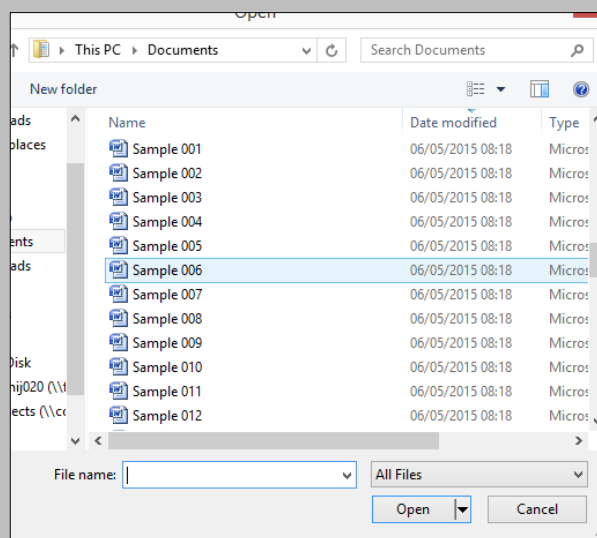 Open
This PC Documents Search Documents
New folder
Name Date modified Type
ads
places
Sample 001 06/05/2015 08:18 Micros
Sample 002 06/05/2015 08:18 Micros
Sample 003 06/05/2015 08:18 Micros
Sample 004 06/05/2015 08:18 Micros
ents
Sample 005 06/05/2015 08:18 Micros
ads
Sample 006 06/05/2015 08:18 Micros
Sample 007 06/05/2015 08:18 Micros
Sample 008 06/05/2015 08:18 Micros
Sample 009 06/05/2015 08:18 Micros
Disk
Sample 010 06/05/2015 08:18 Micros
nij020 (\\f
Sample 011 06/05/2015 08:18 Micros
ects (\\co
Sample 012 06/05/2015 08:18 Micros
File name: All Files
Open Cancel